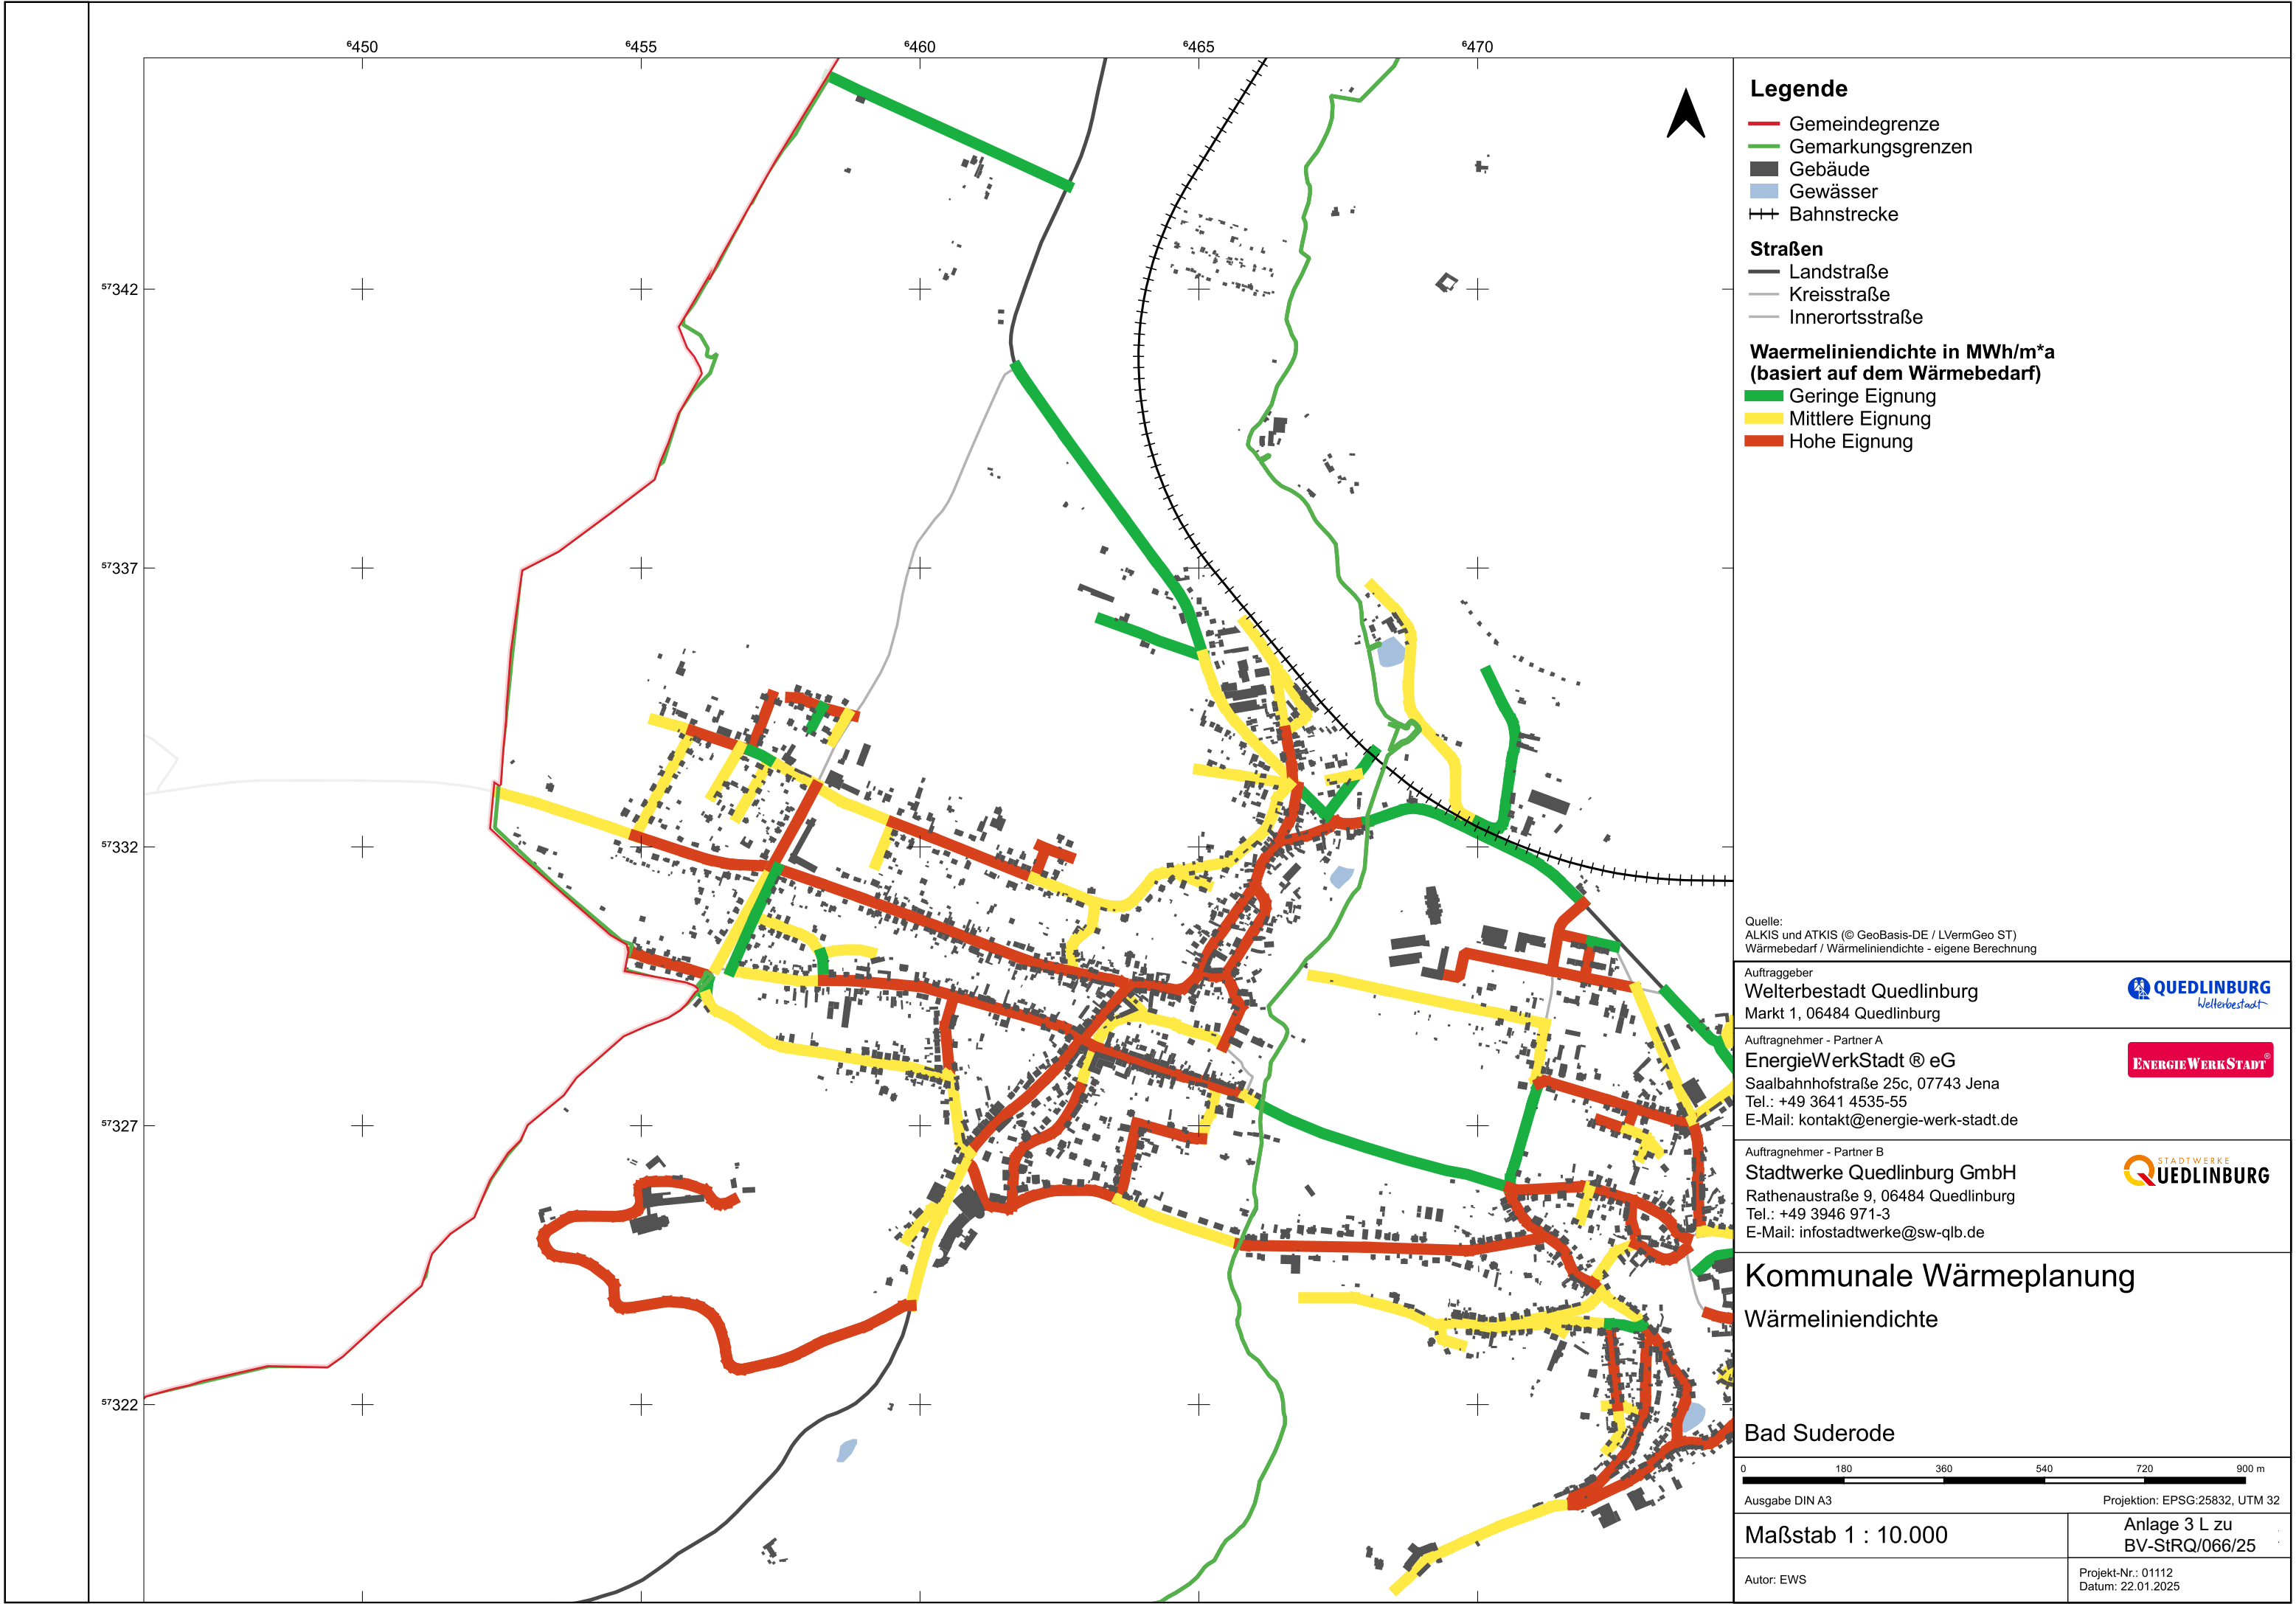 ⁶450
⁶455
⁶460
⁶465
⁶470
⁵⁷342
⁵⁷337
⁵⁷332
⁵⁷327
⁵⁷322
Legende
Gemeindegrenze
Gemarkungsgrenzen
Gebäude
Gewässer
Bahnstrecke
Straßen
Landstraße
Kreisstraße
Innerortsstraße
Waermeliniendichte in MWh/m*a
(basiert auf dem Wärmebedarf)
Geringe Eignung
Mittlere Eignung
Hohe Eignung
Quelle:
ALKIS und ATKIS (© GeoBasis-DE / LVermGeo ST)
Wärmebedarf / Wärmeliniendichte - eigene Berechnung
Auftraggeber
Welterbestadt Quedlinburg
Markt 1, 06484 Quedlinburg
QUEDLINBURG
Welterbestadt
Auftragnehmer - Partner A
EnergieWerkStadt ® eG
Saalbahnhofstraße 25c, 07743 Jena
Tel.: +49 3641 4535-55
E-Mail: kontakt@energie-werk-stadt.de
ENERGIEWERKSTADT®
Auftragnehmer - Partner B
Stadtwerke Quedlinburg GmbH
Rathenaustraße 9, 06484 Quedlinburg
Tel.: +49 3946 971-3
E-Mail: infostadtwerke@sw-qlb.de
STADTWERKE
QUEDLINBURG
Kommunale Wärmeplanung
Wärmeliniendichte
Bad Suderode
0 180 360 540 720 900 m
Ausgabe DIN A3
Projektion: EPSG:25832, UTM 32
Maßstab 1 : 10.000
Anlage 3 L zu
BV-StRQ/066/25
Autor: EWS
Projekt-Nr.: 01112
Datum: 22.01.2025